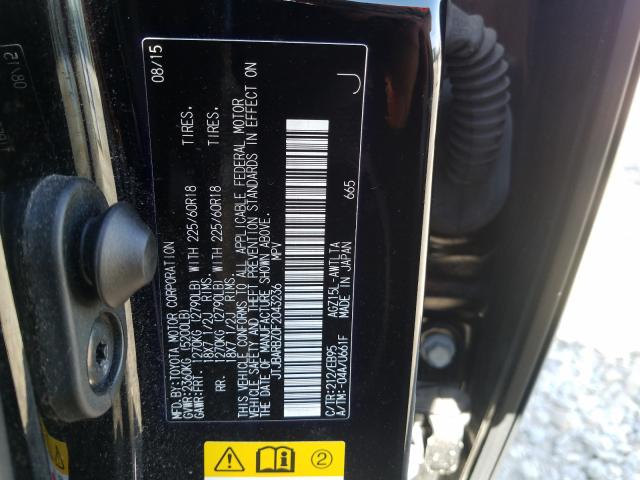 MFD.BY:TOYOTA MOTOR CORPORATION 08/15
GVWR:2360KG (5200LB)
GAWR:FRT. 1270KG (2790LB) WITH 225/60R18 TIRES.
18X7 1/2J RIMS.
RR. 1270KG (2790LB) WITH 225/60R18 TIRES.
18X7 1/2J RIMS.
THIS VEHICLE CONFORMS TO ALL APPLICABLE FEDERAL MOTOR
VEHICLE SAFETY AND THEFT PREVENTION STANDARDS IN EFFECT ON
THE DATE OF MANUFACTURE SHOWN ABOVE.
JTJBARBZ0F2043236 MPV
C/TR:212/EB95 AGZ15L-AWTLTA 665
A/TM:-04A/U661F MADE IN JAPAN
J
2
08/15